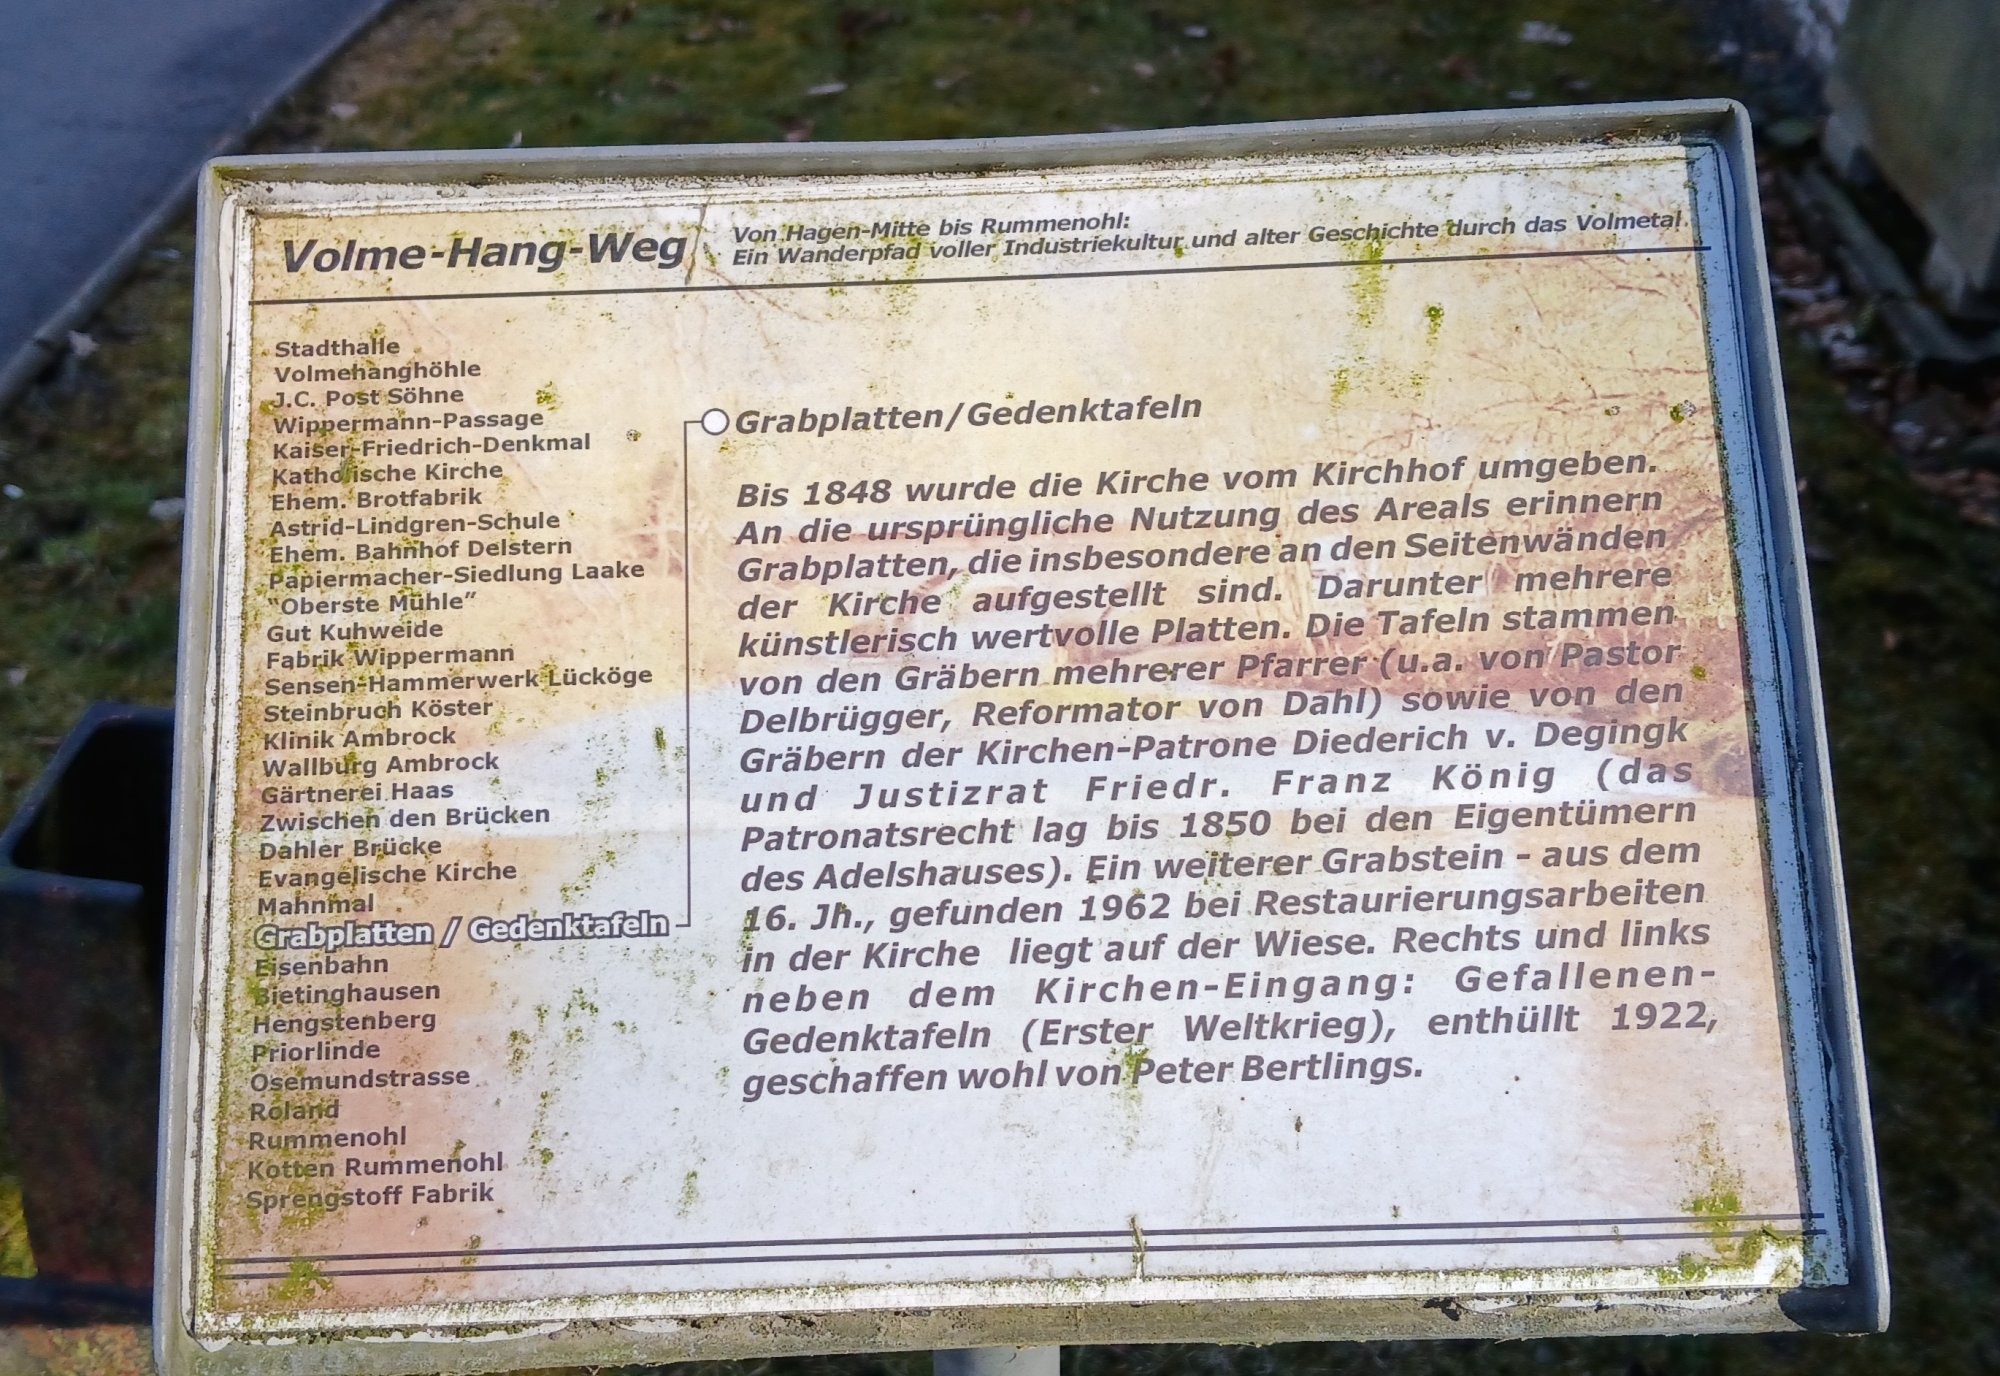 Volme-Hang-Weg
Von Hagen-Mitte bis Rummenohl:
Ein Wanderpfad voller Industriekultur und alter Geschichte durch das Volmetal.
Stadthalle
Volmehanghöhle
J.C. Post Söhne
Wippermann-Passage
Kaiser-Friedrich-Denkmal
Katholische Kirche
Ehem. Brotfabrik
Astrid-Lindgren-Schule
Ehem. Bahnhof Delstern
Papiermacher-Siedlung Laake
"Oberste Mühle"
Gut Kuhweide
Fabrik Wippermann
Sensen-Hammerwerk Lücköge
Steinbruch Köster
Klinik Ambrock
Wallburg Ambrock
Gärtnerei Haas
Zwischen den Brücken
Dahler Brücke
Evangelische Kirche
Mahnmal
Grabplatten / Gedenktafeln
Eisenbahn
Bietinghausen
Hengstenberg
Priorlinde
Osemundstrasse
Roland
Rummenohl
Kotten Rummenohl
Sprengstoff Fabrik
Grabplatten/Gedenktafeln
Bis 1848 wurde die Kirche vom Kirchhof umgeben.
An die ursprüngliche Nutzung des Areals erinnern
Grabplatten, die insbesondere an den Seitenwänden
der Kirche aufgestellt sind. Darunter mehrere
künstlerisch wertvolle Platten. Die Tafeln stammen
von den Gräbern mehrerer Pfarrer (u.a. von Pastor
Delbrügger, Reformator von Dahl) sowie von den
Gräbern der Kirchen-Patrone Diederich v. Degingk
und Justizrat Friedr. Franz König (das
Patronatsrecht lag bis 1850 bei den Eigentümern
des Adelshauses). Ein weiterer Grabstein - aus dem
16. Jh., gefunden 1962 bei Restaurierungsarbeiten
in der Kirche liegt auf der Wiese. Rechts und links
neben dem Kirchen-Eingang: Gefallenen-
Gedenktafeln (Erster Weltkrieg), enthüllt 1922,
geschaffen wohl von Peter Bertlings.